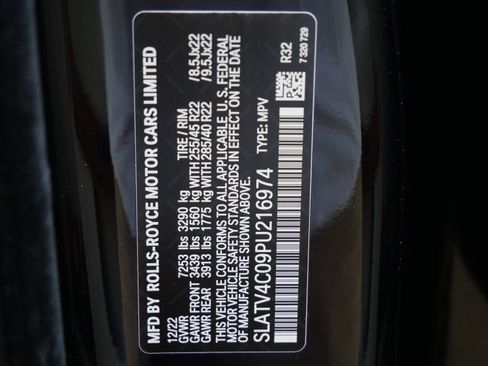 MFD BY ROLLS-ROYCE MOTOR CARS LIMITED
12/22 TIRE / RIM
GVWR 7253 lbs 3290 kg
GAWR FRONT 3439 lbs 1560 kg WITH 255/45 R22 /8.5Jx22
GAWR REAR 3913 lbs 1775 kg WITH 285/40 R22 /9.5Jx22
THIS VEHICLE CONFORMS TO ALL APPLICABLE U.S. FEDERAL
MOTOR VEHICLE SAFETY STANDARDS IN EFFECT ON THE DATE OF
MANUFACTURE SHOWN ABOVE.
SLATV4C09PU216974 TYPE: MPV
R32
7 320 729